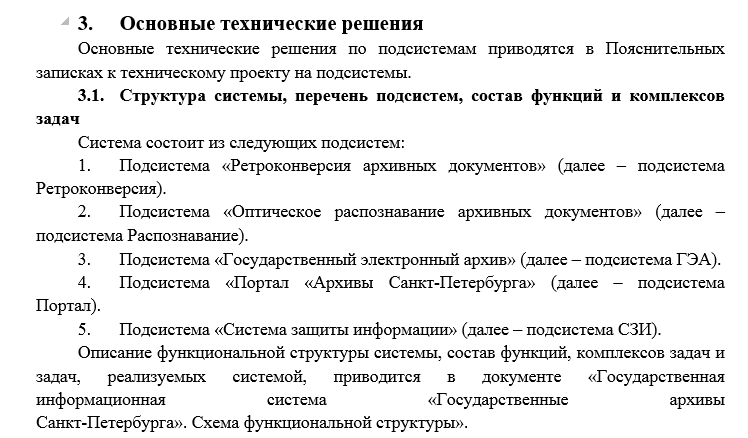 3. Основные технические решения
Основные технические решения по подсистемам приводятся в Пояснительных
записках к техническому проекту на подсистемы.
3.1. Структура системы, перечень подсистем, состав функций и комплексов
задач
Система состоит из следующих подсистем:
1. Подсистема «Ретроконверсия архивных документов» (далее – подсистема
Ретроконверсия).
2. Подсистема «Оптическое распознавание архивных документов» (далее –
подсистема Распознавание).
3. Подсистема «Государственный электронный архив» (далее – подсистема ГЭА).
4. Подсистема «Портал «Архивы Санкт-Петербурга» (далее – подсистема
Портал).
5. Подсистема «Система защиты информации» (далее – подсистема СЗИ).
Описание функциональной структуры системы, состав функций, комплексов задач и
задач, реализуемых системой, приводится в документе «Государственная
информационная система «Государственные архивы
Санкт-Петербурга». Схема функциональной структуры».